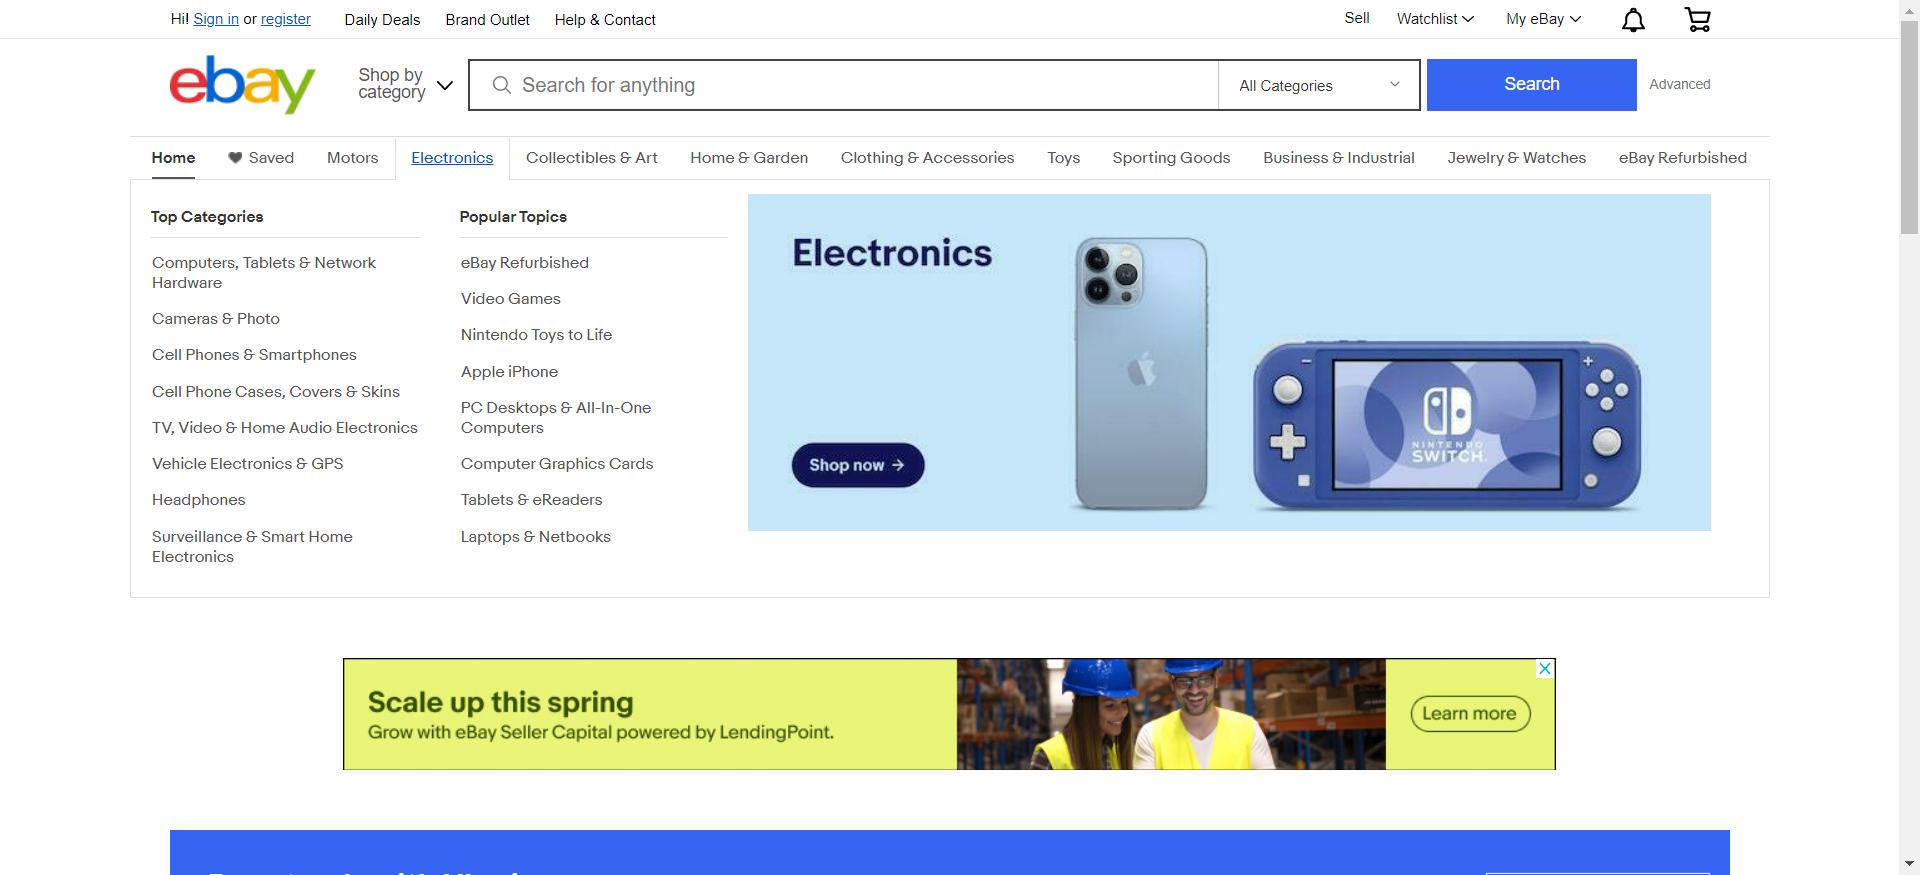 Hi! Sign in or register Daily Deals Brand Outlet Help & Contact Sell Watchlist My eBay
ebay
Shop by
category
Search for anything
All Categories
Search
Advanced
Home Saved Motors Electronics Collectibles & Art Home & Garden Clothing & Accessories Toys Sporting Goods Business & Industrial Jewelry & Watches eBay Refurbished
Top Categories
Computers, Tablets & Network
Hardware
Cameras & Photo
Cell Phones & Smartphones
Cell Phone Cases, Covers & Skins
TV, Video & Home Audio Electronics
Vehicle Electronics & GPS
Headphones
Surveillance & Smart Home
Electronics
Popular Topics
eBay Refurbished
Video Games
Nintendo Toys to Life
Apple iPhone
PC Desktops & All-In-One
Computers
Computer Graphics Cards
Tablets & eReaders
Laptops & Netbooks
Electronics
Shop now
NINTENDO
SWITCH.
Scale up this spring
Grow with eBay Seller Capital powered by LendingPoint.
Learn more